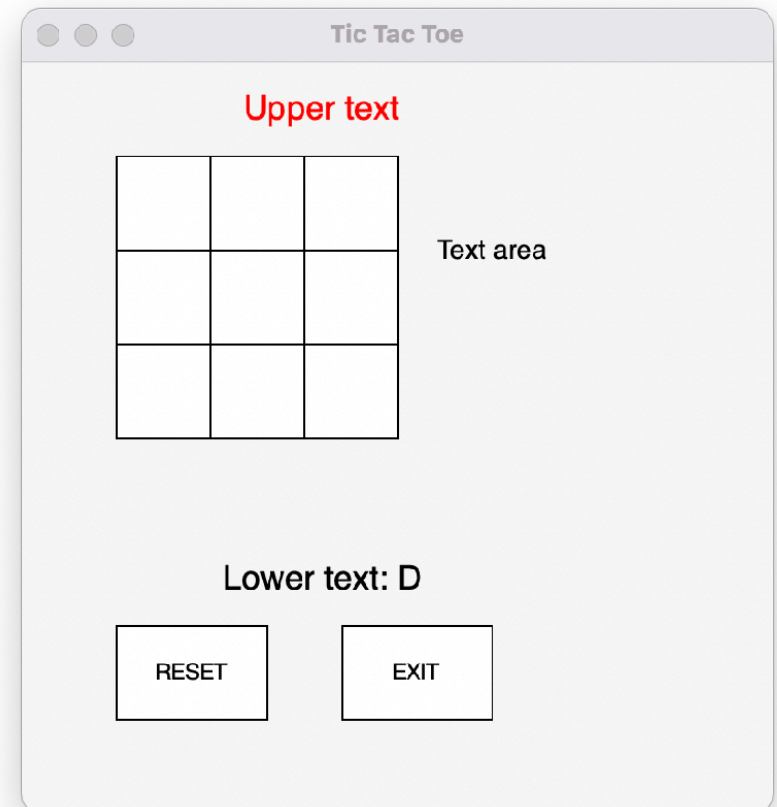 Tic Tac Toe
Upper text
Text area
Lower text: D
RESET
EXIT